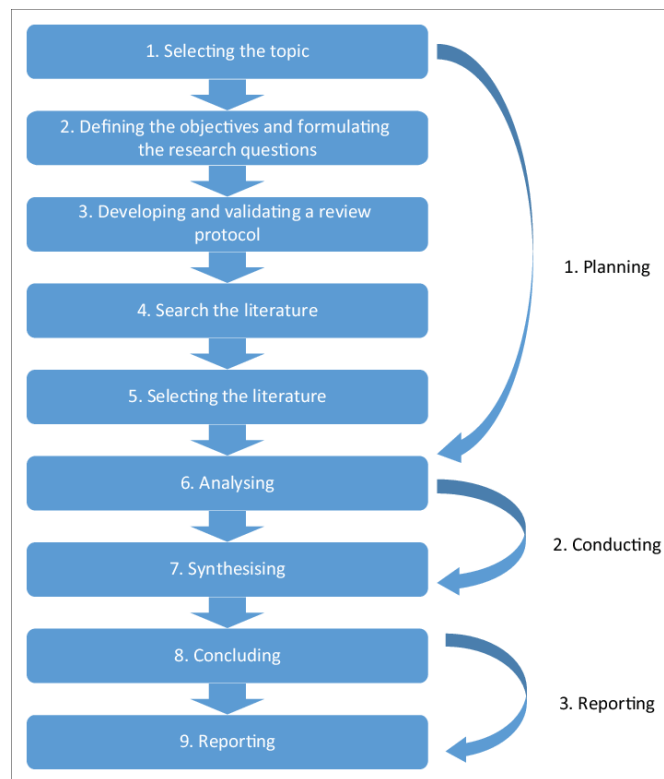 1. Selecting the topic
2. Defining the objectives and formulating
the research questions
3. Developing and validating a review
protocol
1. Planning
4. Search the literature
5. Selecting the literature
6. Analysing
2. Conducting
7. Synthesising
8. Concluding
3. Reporting
9. Reporting